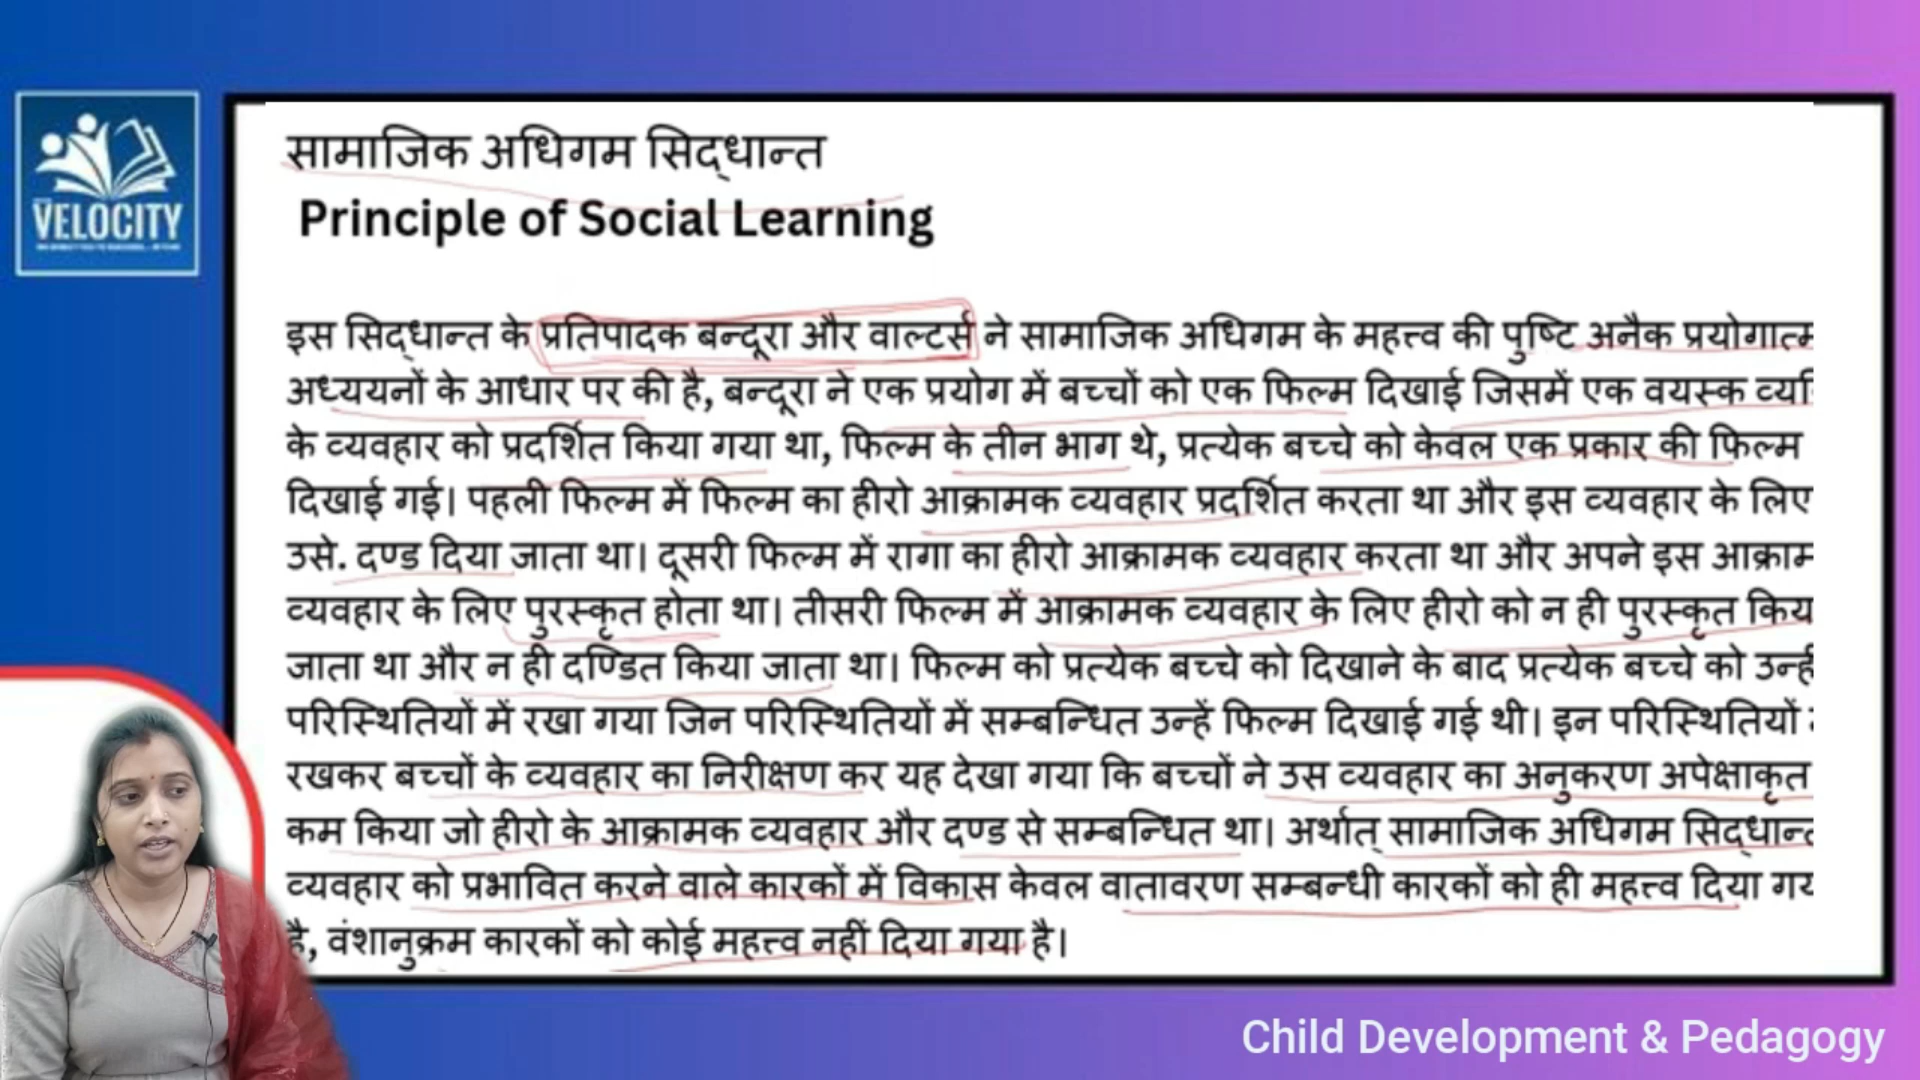 VELOCITY
सामाजिक अधिगम सिद्धान्त
Principle of Social Learning
इस सिद्धान्त के प्रतिपादक बन्दूरा और वाल्टर्स ने सामाजिक अधिगम के महत्त्व की पुष्टि अनैक प्रयोगात्म
अध्ययनों के आधार पर की है, बन्दूरा ने एक प्रयोग में बच्चों को एक फिल्म दिखाई जिसमें एक वयस्क
के व्यवहार को प्रदर्शित किया गया था, फिल्म के तीन भाग थे, प्रत्येक बच्चे को केवल एक प्रकार की फिल्म
दिखाई गई। पहली फिल्म में फिल्म का हीरो आक्रामक व्यवहार प्रदर्शित करता था और इस व्यवहार के लिए
उसे. दण्ड दिया जाता था। दूसरी फिल्म में रागा का हीरो आक्रामक व्यवहार करता था और अपने इस आक्राम
व्यवहार के लिए पुरस्कृत होता था। तीसरी फिल्म में आक्रामक व्यवहार के लिए हीरो को न ही पुरस्कृत किय
जाता था और न ही दण्डित किया जाता था। फिल्म को प्रत्येक बच्चे को दिखाने के बाद प्रत्येक बच्चे को उन्ही
परिस्थितियों में रखा गया जिन परिस्थितियों में सम्बन्धित उन्हें फिल्म दिखाई गई थी। इन परिस्थितियों
रखकर बच्चों के व्यवहार का निरीक्षण कर यह देखा गया कि बच्चों ने उस व्यवहार का अनुकरण अपेक्षाकृत
कम किया जो हीरो के आक्रामक व्यवहार और दण्ड से सम्बन्धित था। अर्थात् सामाजिक अधिगम सिद्धान्त
व्यवहार को प्रभावित करने वाले कारकों में विकास केवल वातावरण सम्बन्धी कारकों को ही महत्त्व दिया गय
है, वंशानुक्रम कारकों को कोई महत्त्व नहीं दिया गया है।
Child Development & Pedagogy